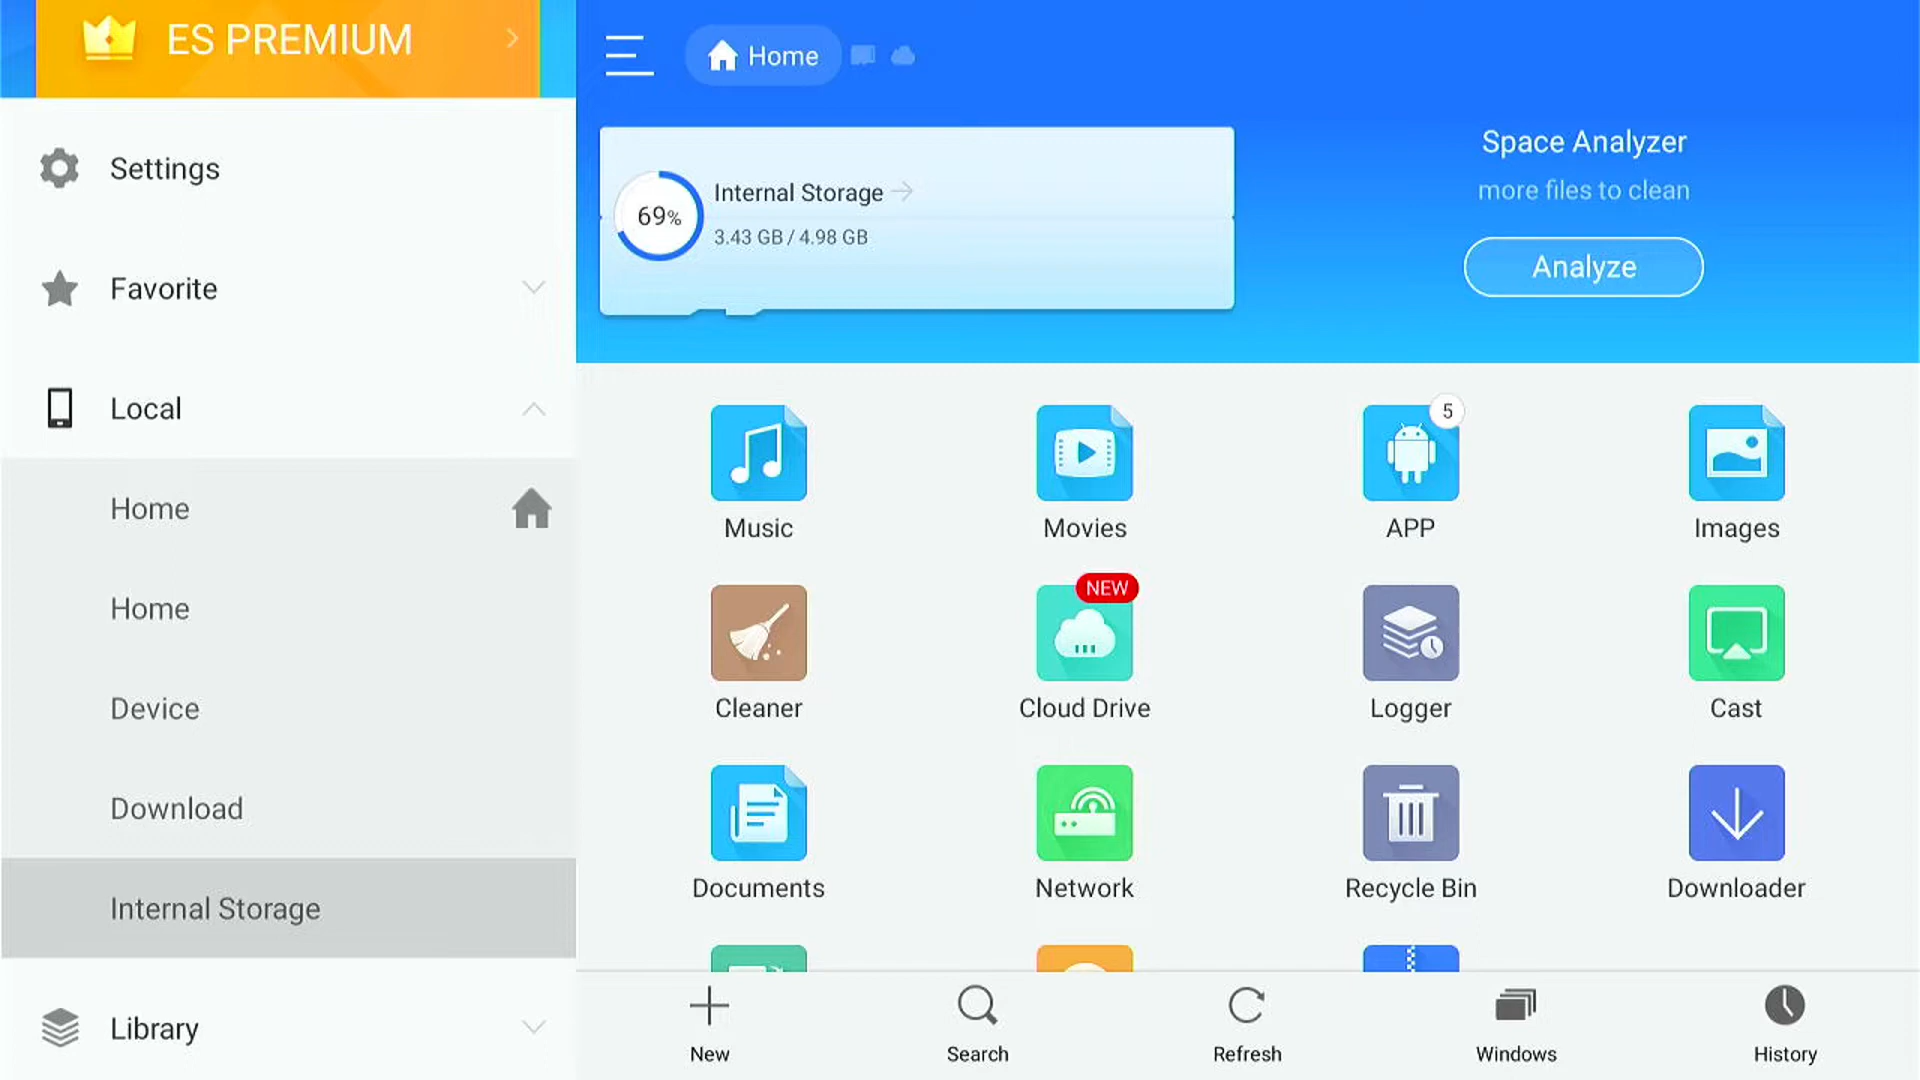 ES PREMIUM
Settings
Favorite
Local
Home
Home
Device
Download
Internal Storage
Library
Home
69%
Internal Storage
3.43 GB / 4.98 GB
Space Analyzer
more files to clean
Analyze
5
Music
Movies
APP
Images
NEW
Cleaner
Cloud Drive
Logger
Cast
Documents
Network
Recycle Bin
Downloader
New
Search
Refresh
Windows
History